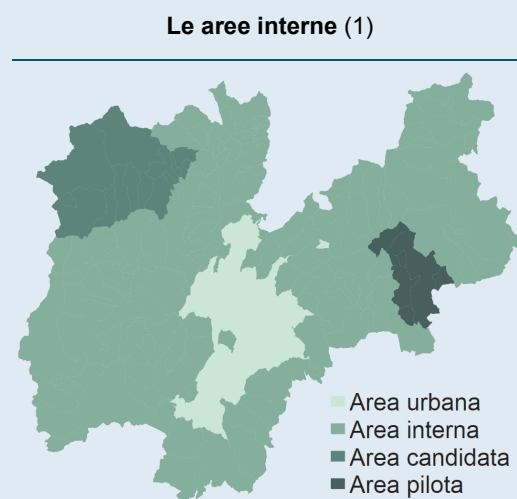 Le aree interne (1)
Area urbana
Area interna
Area candidata
Area pilota